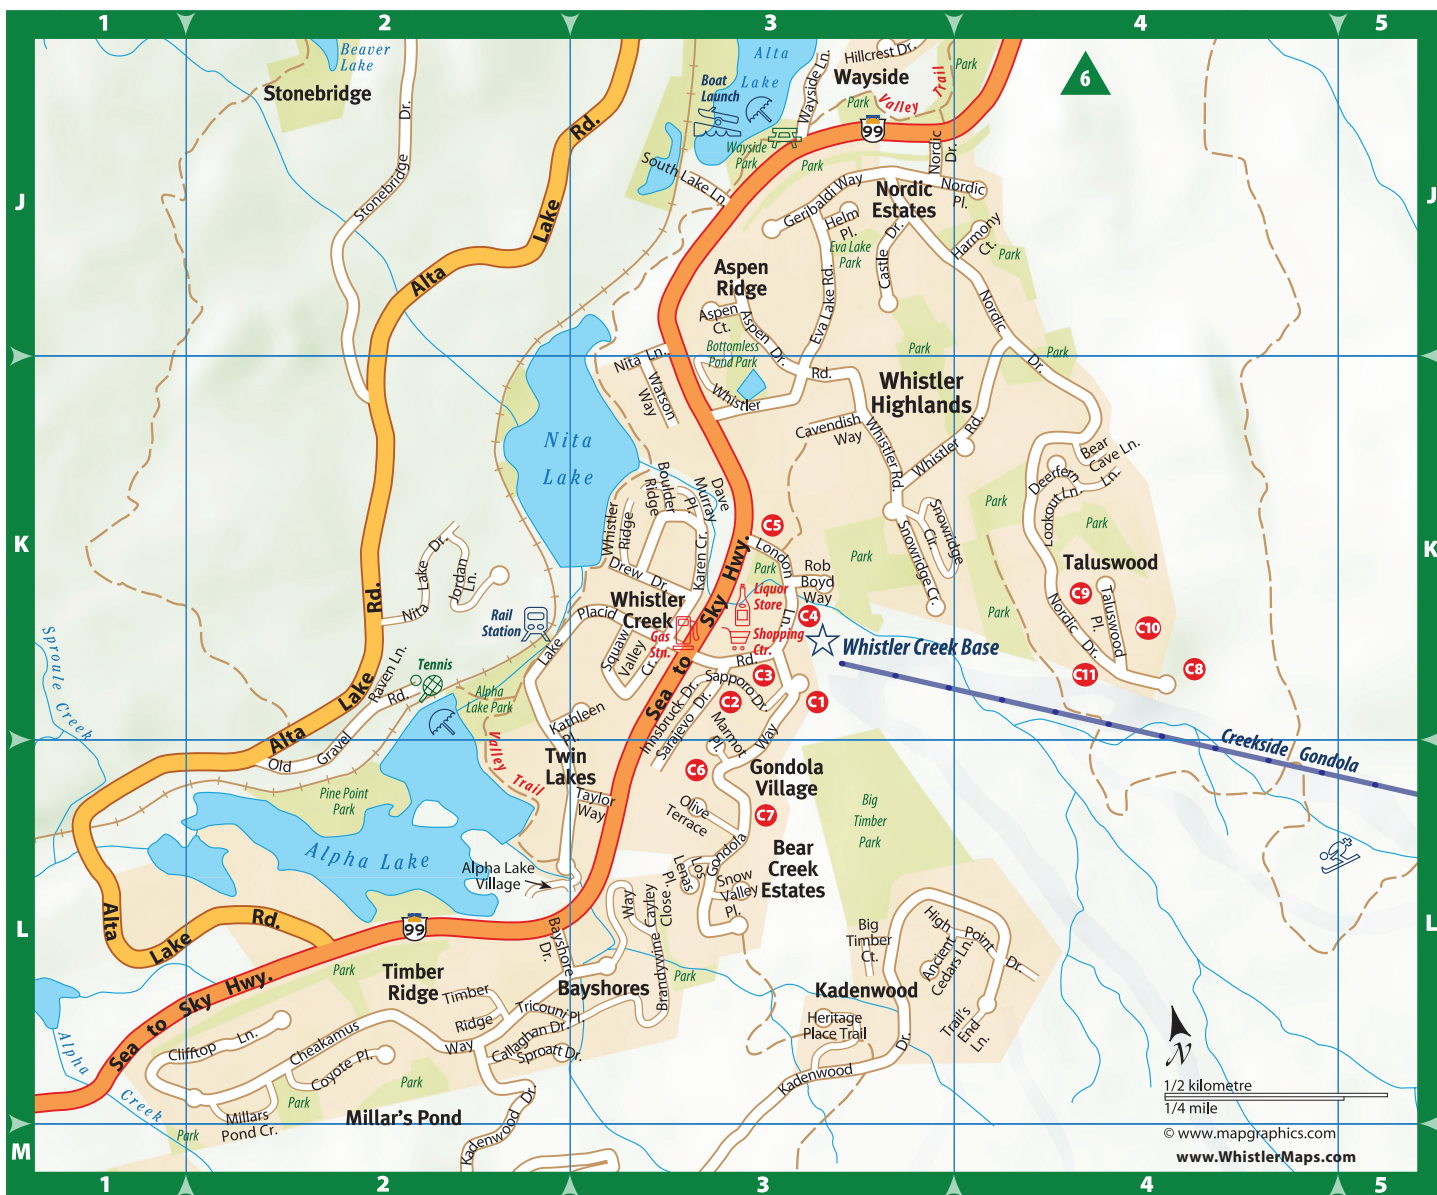 1
2
3
4
5
Beaver
Lake
Stonebridge
Alta
Lake
Boat
Launch
Wayside Ln.
Hillcrest Dr.
Wayside
Park
Valley
Trail
Park
6
Rd.
99
Wayside
Park
Park
Nordic
Dr.
South Lake Ln.
Dr.
Stonebridge
J
J
Geribaldi Way
Nordic
Estates
Nordic
Pl.
Helm
Pl.
Harmony
Ct.
Castle
Dr.
Eva Lake
Park
Park
Lake
Alta
Aspen
Ridge
Aspen
Ct.
Aspen
Dr.
Eva Lake Rd.
Nordic
Dr.
Bottomless
Pond Park
Park
Park
Nita Ln.
Watson
Way
Whistler
Rd.
Whistler
Highlands
Cavendish
Way
Whistler Rd.
Whistler
Rd.
Bear
Cave Ln.
Deerfern
Ln.
Lookout Ln.
Nita
Lake
Boulder
Ridge
Dave
Murray
Pl.
Whistler
Ridge
Karen Cr.
Drew Dr.
C5
London
Ln.
Park
Rob
Boyd
Way
Park
Park
Park
Park
Snowridge
Cir.
Snowridge Cr.
K
K
Taluswood
C9
C10
C8
C11
Taluswood
Pl.
Nordic
Dr.
Nita
Lake
Dr.
Jordan
Ln.
Rd.
Rail
Station
Whistler
Creek
Placid
Lake
Squaw
Valley
Cr.
Gas
Stn.
Liquor
Store
Shopping
Ctr.
C4
Whistler Creek Base
Sea to Sky Hwy.
Rd.
C3
Sapporo Dr.
C2
C1
Innsbruck Dr.
Sarajevo Dr.
Marmot
Pl.
Way
Sproule Creek
Tennis
Raven Ln.
Alpha
Lake Park
Kathleen
Valley Trail
Alta
Lake
Old
Gravel
Rd.
Twin
Lakes
Taylor
Way
C6
Gondola
Village
Creekside Gondola
Pine Point
Park
Olive
Terrace
C7
Gondola
Big
Timber
Park
Bear
Creek
Estates
Alpha Lake
Alpha Lake
Village
Los
Lenas
Pl.
Snow
Valley
Pl.
L
L
Alta
Lake
Rd.
99
Bayshore
Dr.
Way
Cayley
Close
Brandywine
Bayshores
Park
Big
Timber
Ct.
High
Point
Dr.
Ancient
Cedars Ln.
Trail's
End
Ln.
Kadenwood
Heritage
Place Trail
Kadenwood
Dr.
Park
Timber
Ridge
Timber
Ridge
Way
Tricouni Pl.
Callaghan Dr.
Sproart Dr.
Sea to Sky Hwy.
Clifftop Ln.
Cheakamus
Coyote Pl.
Park
Park
Millars
Pond Cr.
Millar's Pond
Kadenwood Dr.
Park
Alpha
Creek
N
1/2 kilometre
1/4 mile
© www.mapgraphics.com
www.WhistlerMaps.com
M
1
2
3
4
5